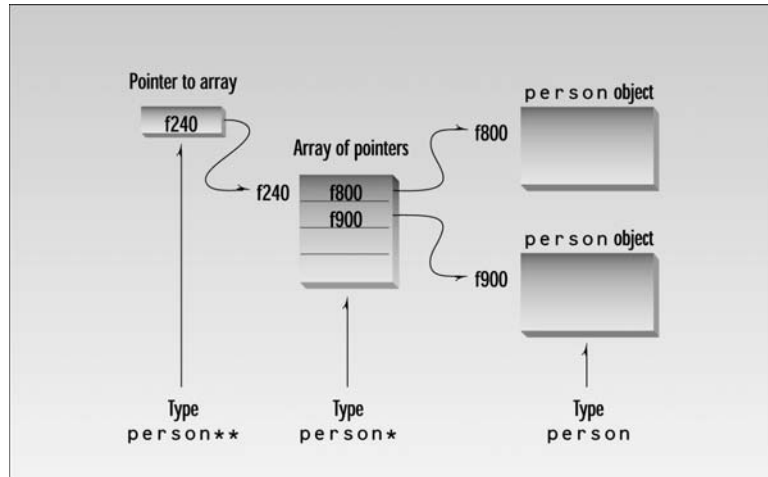 Pointer to array
f240
f240
Array of pointers
f800
f900
person object
f800
person object
f900
Type
person**
Type
person*
Type
person